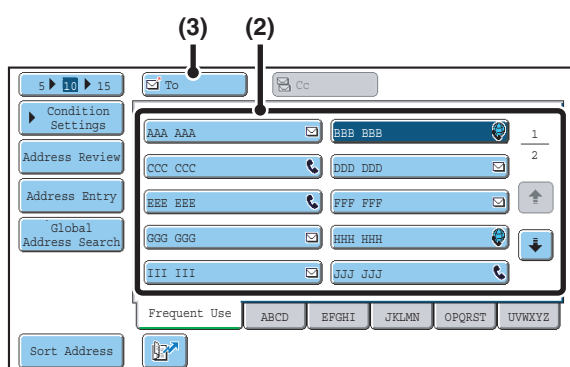 (3) (2)
5 10 15
To
Cc
Condition
Settings
Address Review
Address Entry
Global
Address Search
AAA AAA
BBB BBB
CCC CCC
DDD DDD
EEE EEE
FFF FFF
GGG GGG
HHH HHH
III III
JJJ JJJ
1
2
Frequent Use
ABCD
EFGHI
JKLMN
OPQRST
UVWXYZ
Sort Address